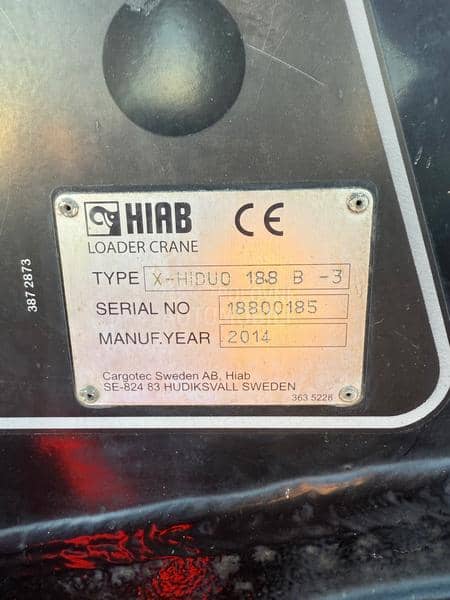 HIAB CE
LOADER CRANE
TYPE X-HIDUO 188 B -3
SERIAL NO 18800185
MANUF.YEAR 2014
Cargotec Sweden AB, Hiab
SE-824 83 HUDIKSVALL SWEDEN
363 5226
387 2873